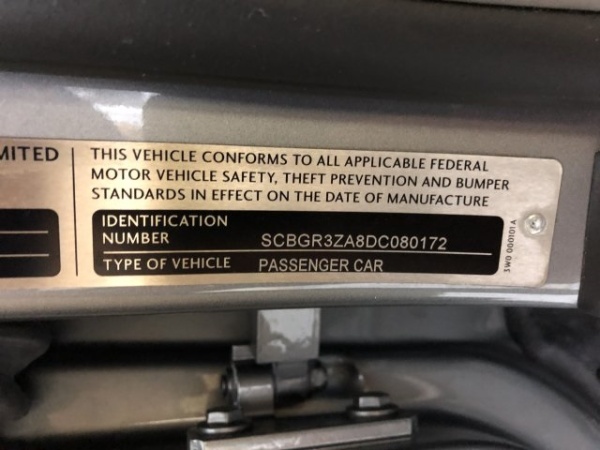 MITED
THIS VEHICLE CONFORMS TO ALL APPLICABLE FEDERAL
MOTOR VEHICLE SAFETY, THEFT PREVENTION AND BUMPER
STANDARDS IN EFFECT ON THE DATE OF MANUFACTURE
IDENTIFICATION
NUMBER SCBGR3ZA8DC080172
TYPE OF VEHICLE PASSENGER CAR
3W0 000101 A